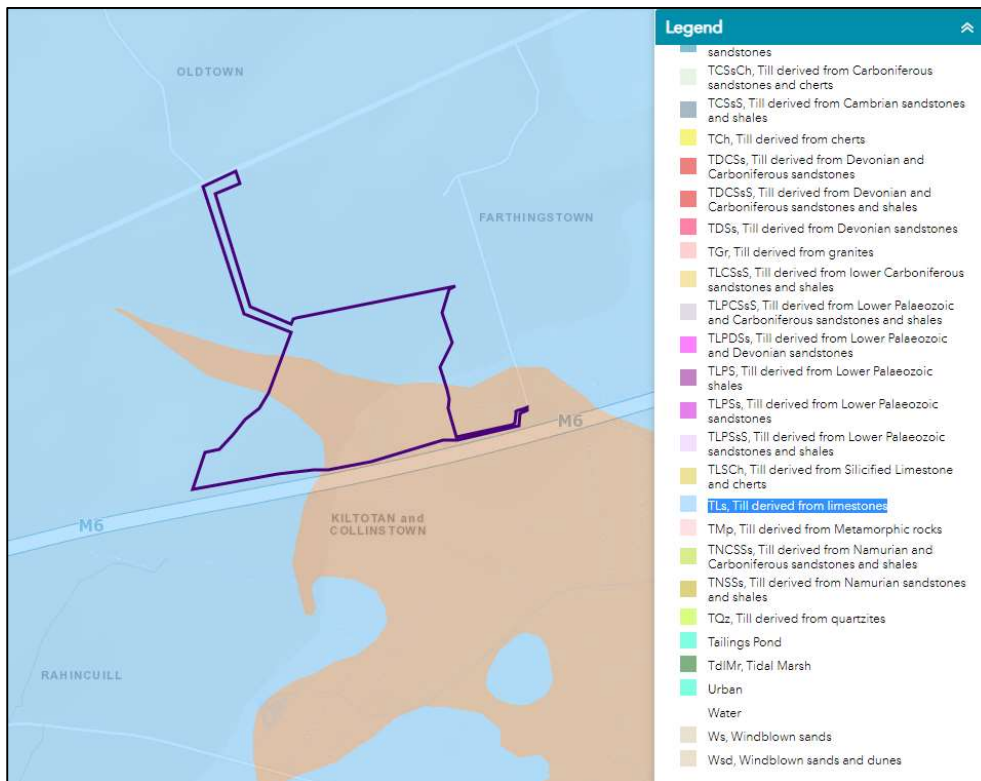 OLDTOWN
FARTHINGSTOWN
M6
M6
KILTOTAN and
COLLINSTOWN
RAHINCUILL
Legend
sandstones
TCSsCh, Till derived from Carboniferous
sandstones and cherts
TCSsS, Till derived from Cambrian sandstones
and shales
TCh, Till derived from cherts
TDCSs, Till derived from Devonian and
Carboniferous sandstones
TDCSsS, Till derived from Devonian and
Carboniferous sandstones and shales
TDSs, Till derived from Devonian sandstones
TGr, Till derived from granites
TLCSsS, Till derived from lower Carboniferous
sandstones and shales
TLPCSsS, Till derived from Lower Palaeozoic
and Carboniferous sandstones and shales
TLPDSs, Till derived from Lower Palaeozoic
and Devonian sandstones
TLPS, Till derived from Lower Palaeozoic
shales
TLPSs, Till derived from Lower Palaeozoic
sandstones
TLPSsS, Till derived from Lower Palaeozoic
sandstones and shales
TLSCh, Till derived from Silicified Limestone
and cherts
TLs, Till derived from limestones
TMp, Till derived from Metamorphic rocks
TNCSSs, Till derived from Namurian and
Carboniferous sandstones and shales
TNSSs, Till derived from Namurian sandstones
and shales
TQz, Till derived from quartzites
Tailings Pond
TdlMr, Tidal Marsh
Urban
Water
Ws, Windblown sands
Wsd, Windblown sands and dunes